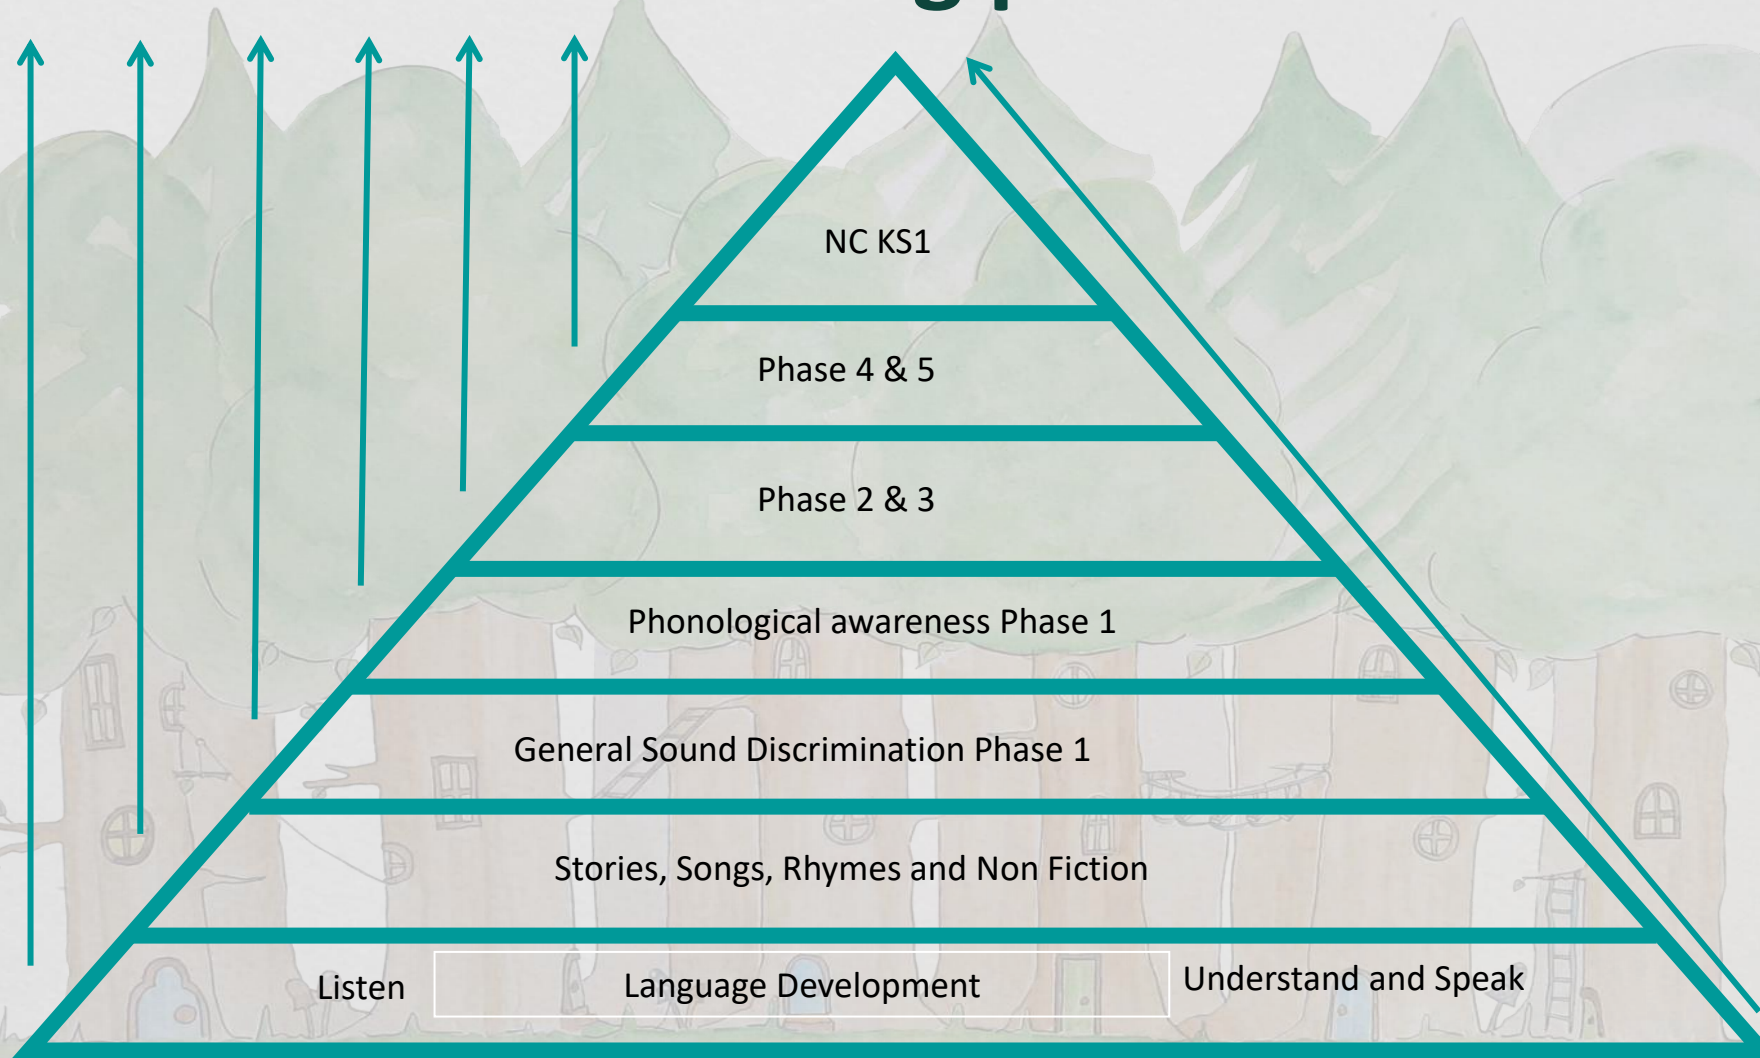 NC KS1
Phase 4 & 5
Phase 2 & 3
Phonological awareness Phase 1
General Sound Discrimination Phase 1
Stories, Songs, Rhymes and Non Fiction
Listen Language Development Understand and Speak